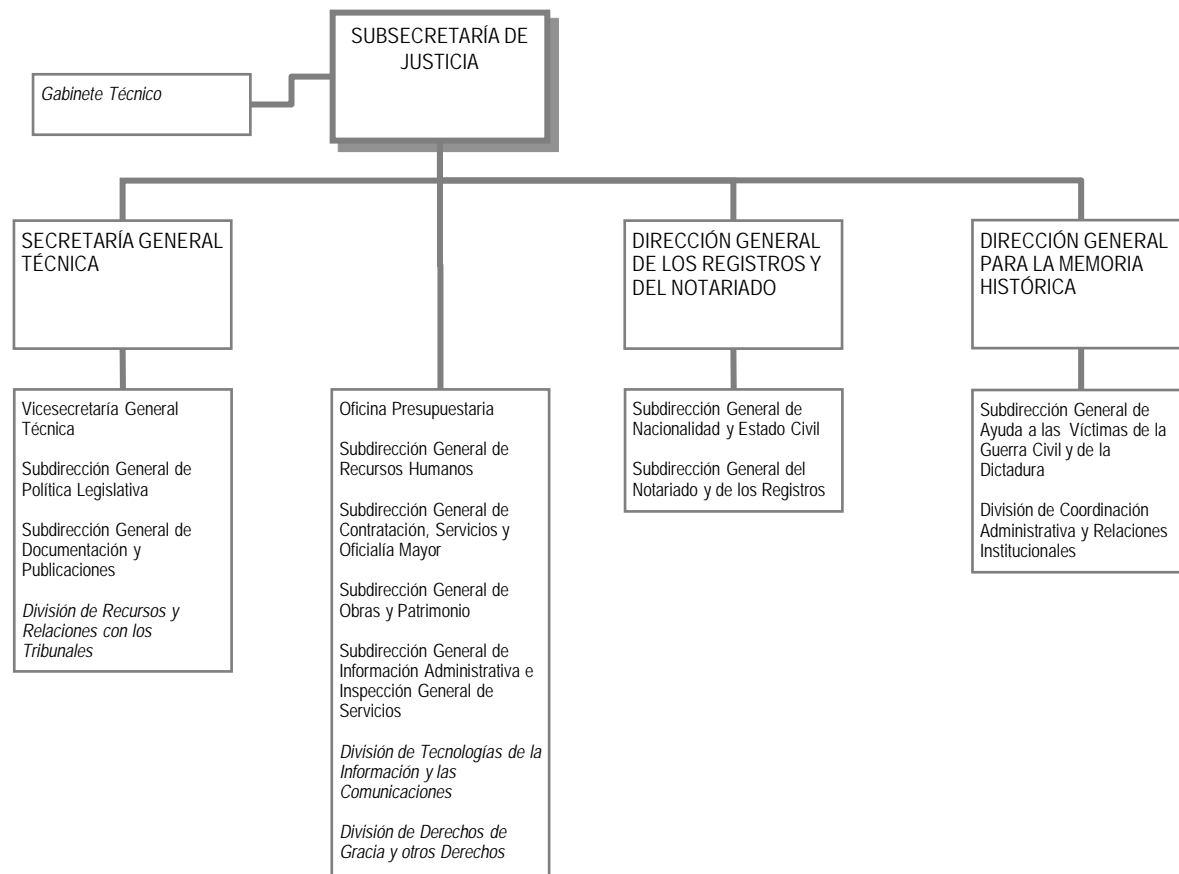 SUBSECRETARÍA DE
JUSTICIA
Gabinete Técnico
SECRETARÍA GENERAL
TÉCNICA
DIRECCIÓN GENERAL
DE LOS REGISTROS Y
DEL NOTARIADO
DIRECCIÓN GENERAL
PARA LA MEMORIA
HISTÓRICA
Vicesecretaría General
Técnica
Subdirección General de
Política Legislativa
Subdirección General de
Documentación y
Publicaciones
División de Recursos y
Relaciones con los
Tribunales
Oficina Presupuestaria
Subdirección General de
Recursos Humanos
Subdirección General de
Contratación, Servicios y
Oficialía Mayor
Subdirección General de
Obras y Patrimonio
Subdirección General de
Información Administrativa e
Inspección General de
Servicios
División de Tecnologías de la
Información y las
Comunicaciones
División de Derechos de
Gracia y otros Derechos
Subdirección General de
Nacionalidad y Estado Civil
Subdirección General del
Notariado y de los Registros
Subdirección General de
Ayuda a las Víctimas de la
Guerra Civil y de la
Dictadura
División de Coordinación
Administrativa y Relaciones
Institucionales